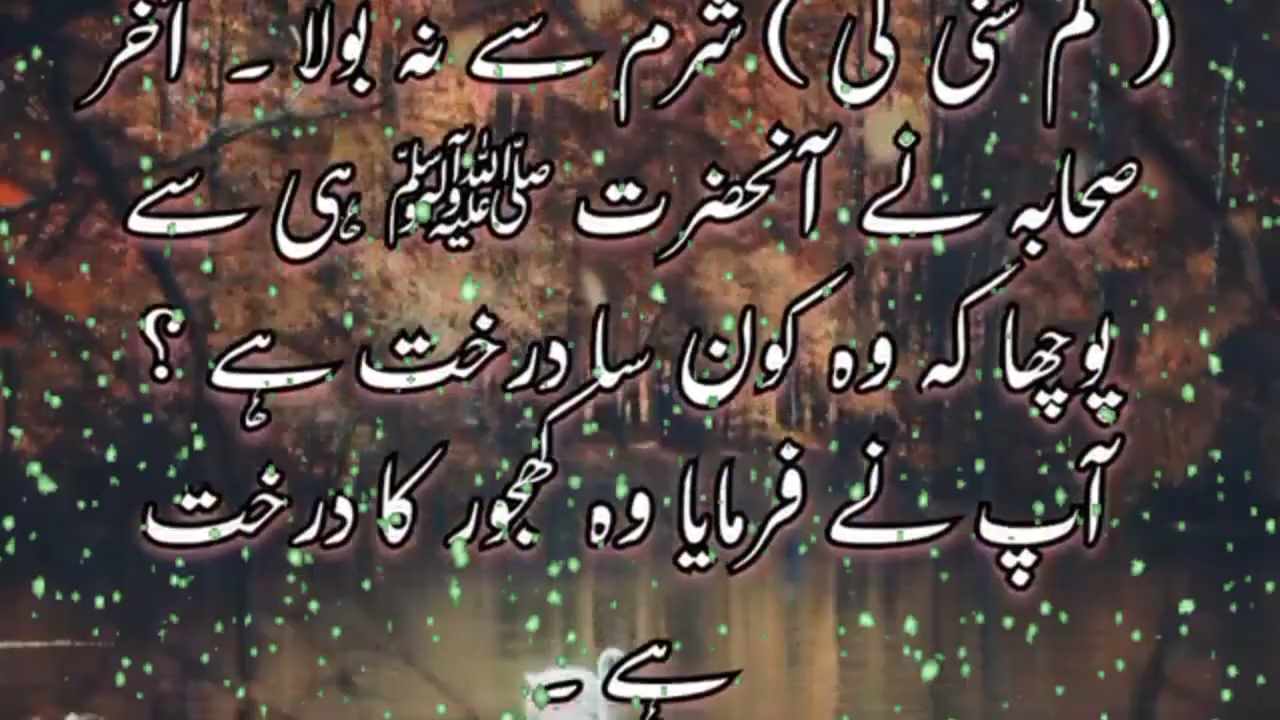 ( کم سنی کی ) شرم سے نہ بولا ۔ آخر
صحابہ نے آنحضرت ﷺ ہی سے
پوچھا کہ وہ کون سا درخت ہے ؟
آپ نے فرمایا وہ کھجور کا درخت
ہے ۔